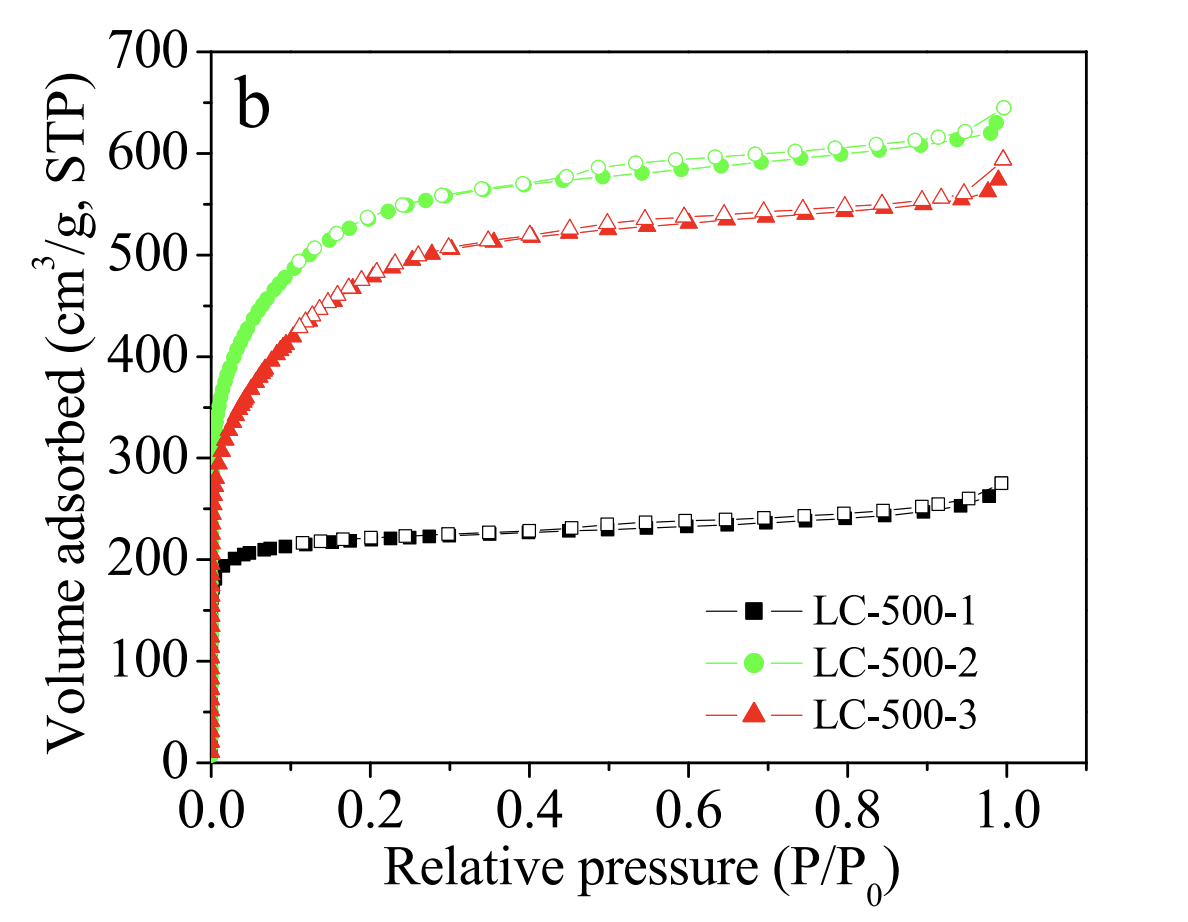 b
Volume adsorbed (cm³/g, STP)
700
600
500
400
300
200
100
0
LC-500-1
LC-500-2
LC-500-3
0.0 0.2 0.4 0.6 0.8 1.0
Relative pressure (P/P₀)